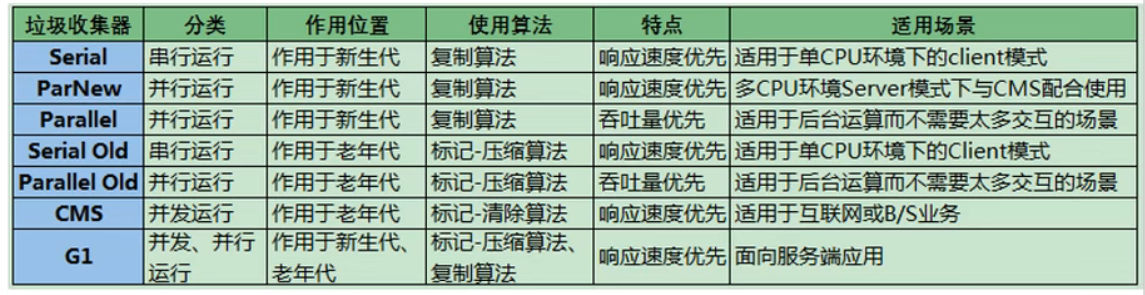 垃圾收集器 分类 作用位置 使用算法 特点 适用场景
Serial 串行运行 作用于新生代 复制算法 响应速度优先 适用于单CPU环境下的client模式
ParNew 并行运行 作用于新生代 复制算法 响应速度优先 多CPU环境Server模式下与CMS配合使用
Parallel 并行运行 作用于新生代 复制算法 吞吐量优先 适用于后台运算而不需要太多交互的场景
Serial Old 串行运行 作用于老年代 标记-压缩算法 响应速度优先 适用于单CPU环境下的Client模式
Parallel Old 并行运行 作用于老年代 标记-压缩算法 吞吐量优先 适用于后台运算而不需要太多交互的场景
CMS 并发运行 作用于老年代 标记-清除算法 响应速度优先 适用于互联网或B/S业务
G1 并发、并行 作用于新生代、 标记-压缩算法、 响应速度优先 面向服务端应用
运行 老年代 复制算法